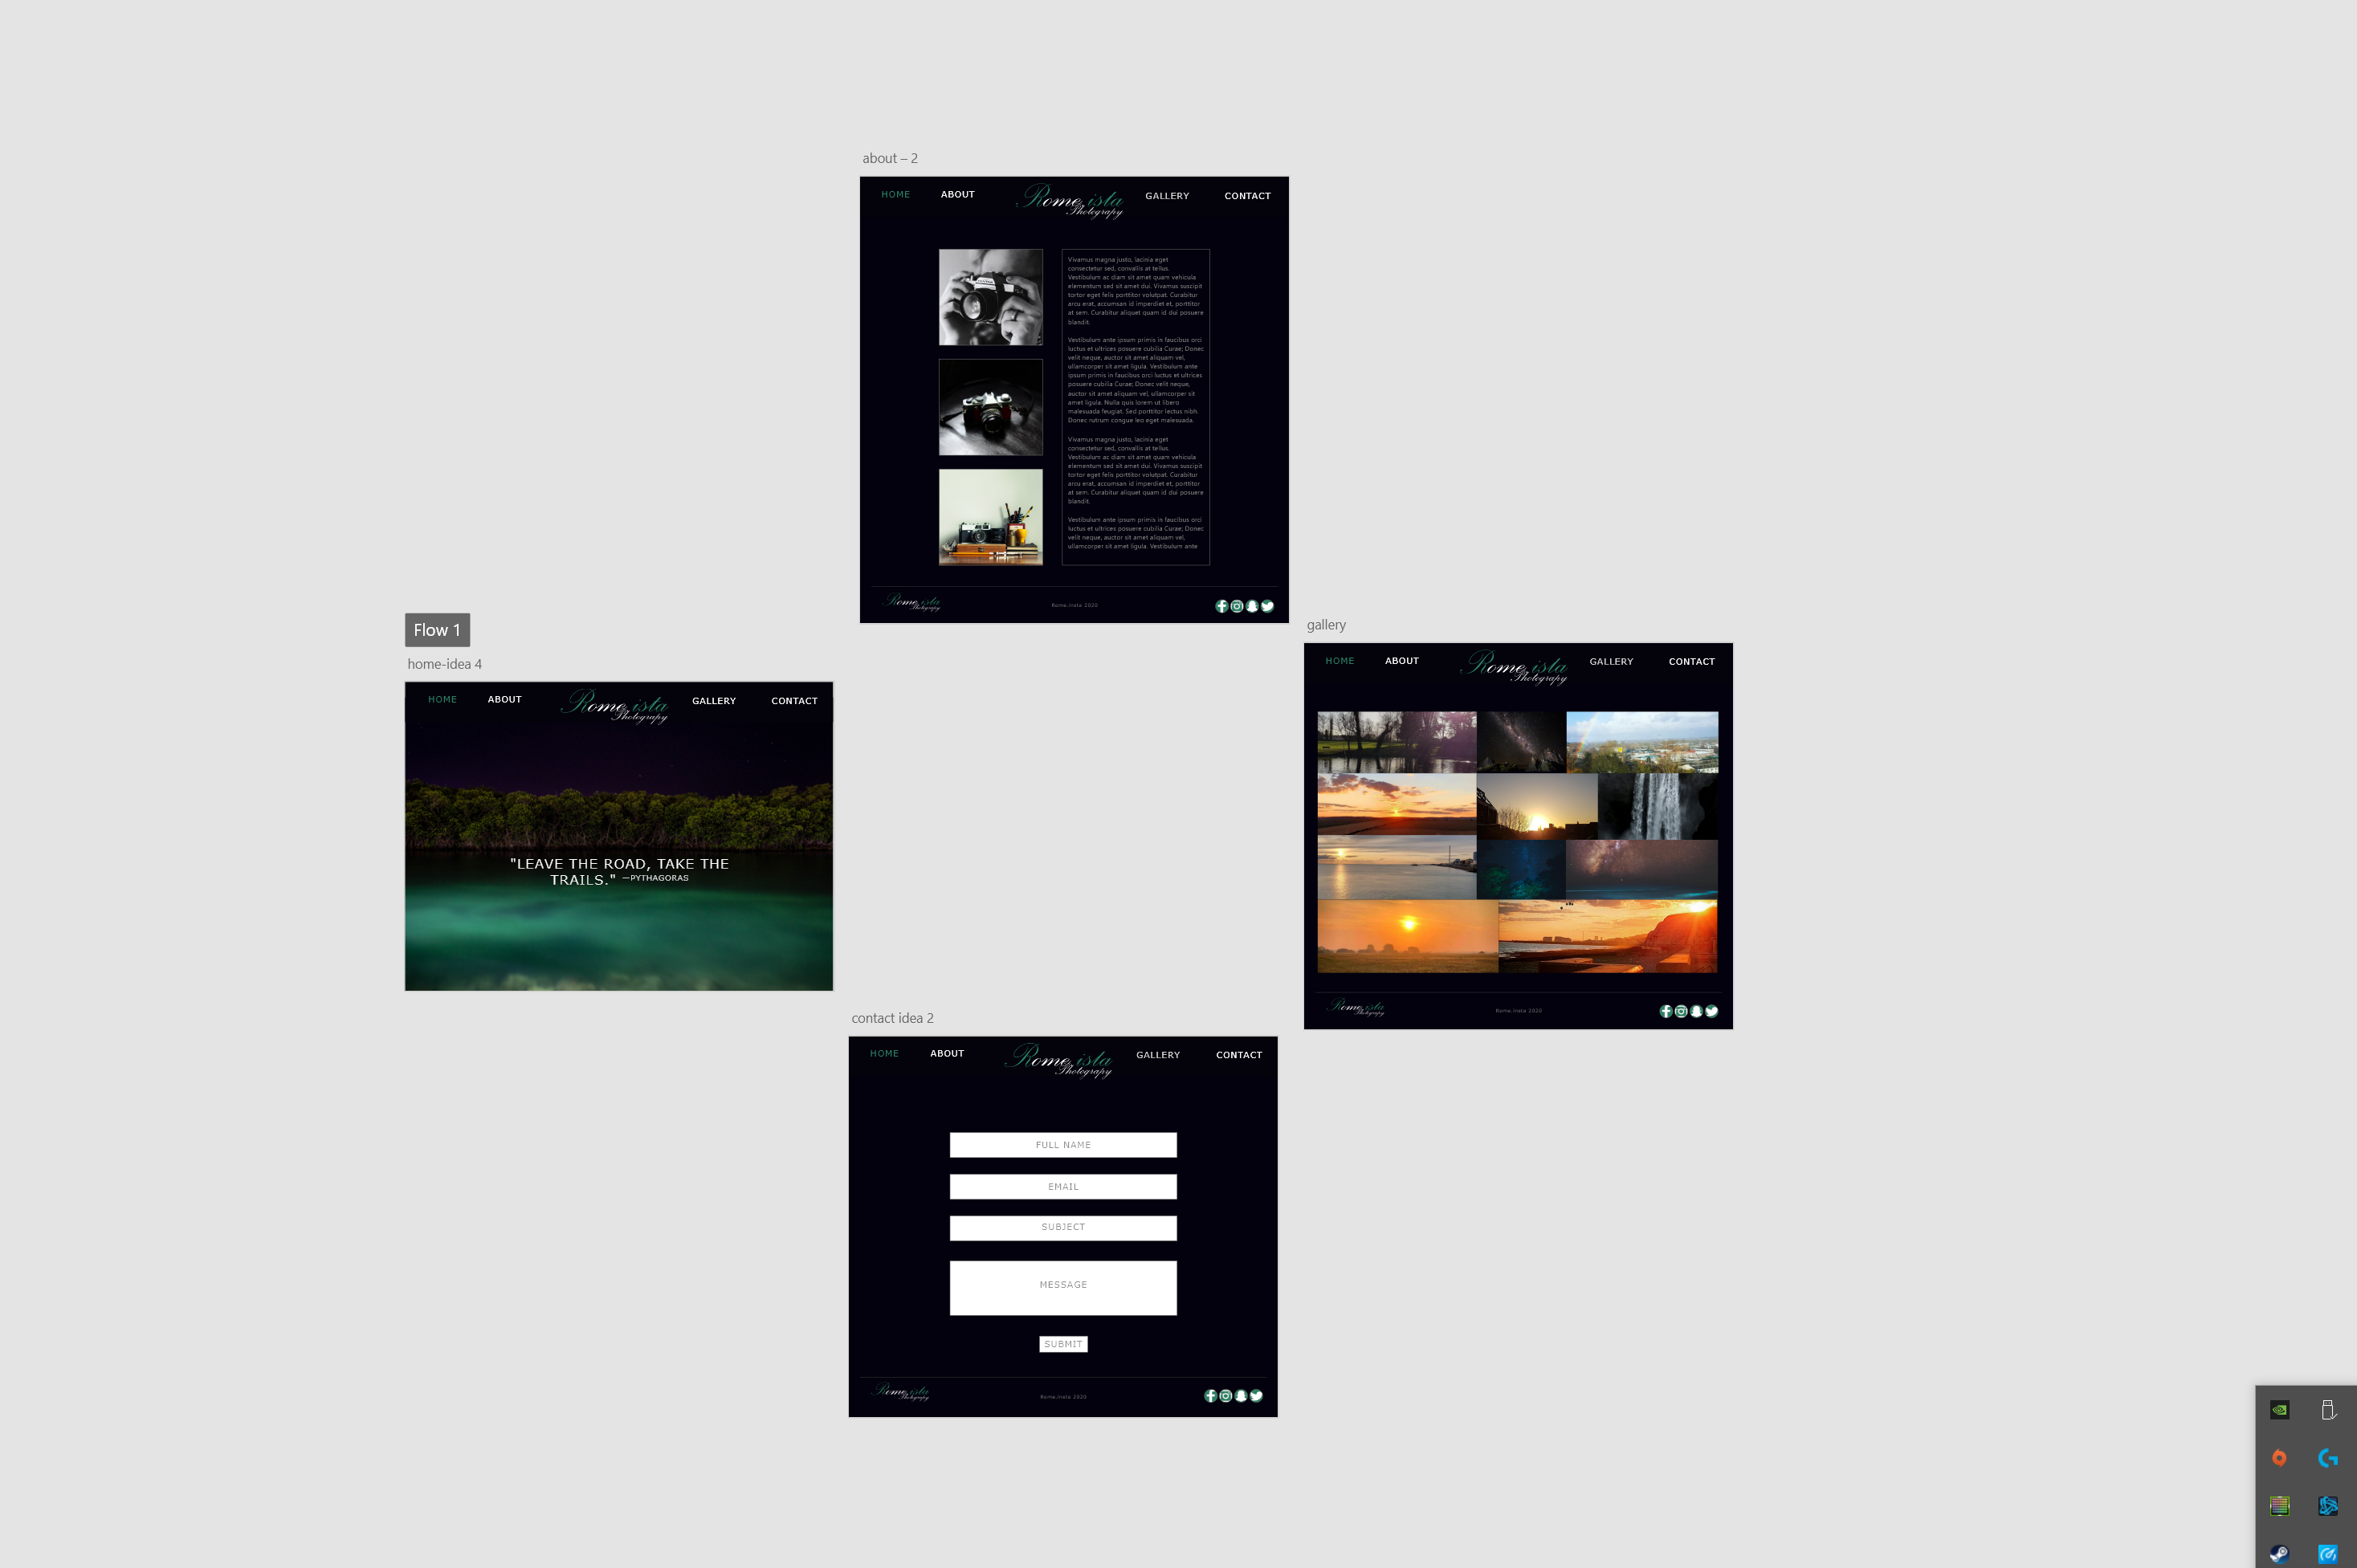 about – 2
HOME ABOUT Rome.ista GALLERY CONTACT
Photograpy
Vivamus magna justo, lacinia eget
consectetur sed, convallis at tellus.
Vestibulum ac diam sit amet quam vehicula
elementum sed sit amet dui. Vivamus suscipit
tortor eget felis porttitor volutpat. Curabitur
arcu erat, accumsan id imperdiet et, porttitor
at sem. Curabitur aliquet quam id dui posuere
blandit.
Vestibulum ante ipsum primis in faucibus orci
luctus et ultrices posuere cubilia Curae; Donec
velit neque, auctor sit amet aliquam vel,
ullamcorper sit amet ligula. Vestibulum ante
ipsum primis in faucibus orci luctus et ultrices
posuere cubilia Curae; Donec velit neque,
auctor sit amet aliquam vel, ullamcorper sit
amet ligula. Nulla quis lorem ut libero
malesuada feugiat. Sed porttitor lectus nibh.
Donec rutrum congue leo eget malesuada.
Vivamus magna justo, lacinia eget
consectetur sed, convallis at tellus.
Vestibulum ac diam sit amet quam vehicula
elementum sed sit amet dui. Vivamus suscipit
tortor eget felis porttitor volutpat. Curabitur
arcu erat, accumsan id imperdiet et, porttitor
at sem. Curabitur aliquet quam id dui posuere
blandit.
Vestibulum ante ipsum primis in faucibus orci
luctus et ultrices posuere cubilia Curae; Donec
velit neque, auctor sit amet aliquam vel,
ullamcorper sit amet ligula. Vestibulum ante
Rome.ista
Photograpy
Rome.insta 2020
Flow 1
home-idea 4
HOME ABOUT Rome.ista GALLERY CONTACT
Photograpy
"LEAVE THE ROAD, TAKE THE
TRAILS." —PYTHAGORAS
gallery
HOME ABOUT Rome.ista GALLERY CONTACT
Photograpy
Rome.ista
Photograpy
Rome.insta 2020
contact idea 2
HOME ABOUT Rome.ista GALLERY CONTACT
Photograpy
FULL NAME
EMAIL
SUBJECT
MESSAGE
SUBMIT
Rome.ista
Photograpy
Rome.insta 2020